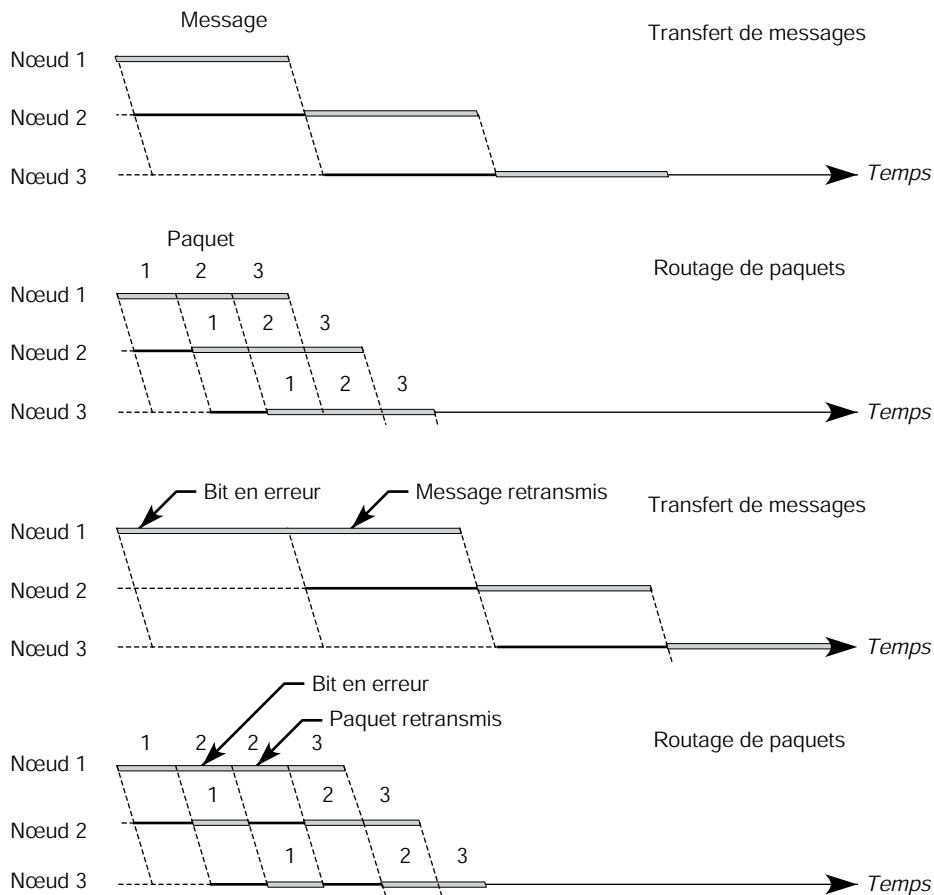 Message
Transfert de messages
Nœud 1
Nœud 2
Nœud 3
Temps
Paquet
Routage de paquets
1 2 3
Nœud 1
1 2 3
Nœud 2
1 2 3
Nœud 3
Temps
Bit en erreur
Message retransmis
Transfert de messages
Nœud 1
Nœud 2
Nœud 3
Temps
Bit en erreur
Paquet retransmis
Routage de paquets
1 2 2 3
Nœud 1
1 2 3
Nœud 2
1 2 3
Nœud 3
Temps